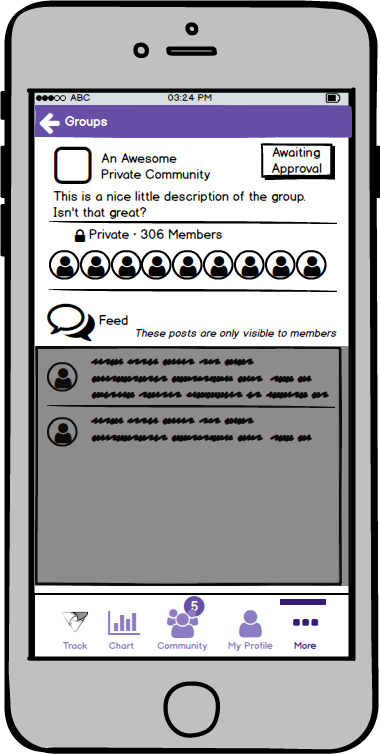 ABC 03:24 PM
Groups
An Awesome
Private Community
Awaiting
Approval
This is a nice little description of the group.
Isn't that great?
Private · 306 Members
Feed
These posts are only visible to members
5
Track Chart Community My Profile More